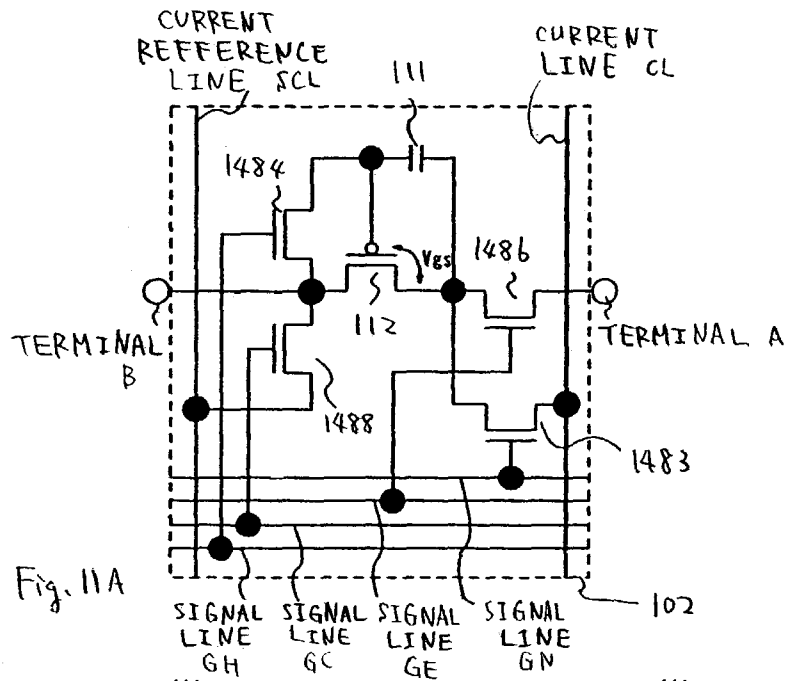 CURRENT
REFFERENCE
LINE SCL
CURRENT
LINE CL
111
1484
Vgs
1486
112
TERMINAL
B
TERMINAL A
1488
1483
Fig. 11A
SIGNAL
LINE
GH
SIGNAL
LINE
GC
SIGNAL
LINE
GE
SIGNAL
LINE
GN
102